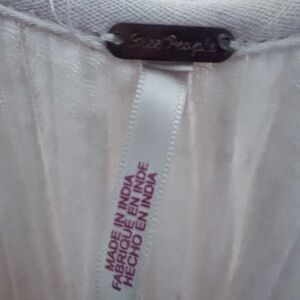 Free People
MADE IN INDIA
FABRIQUÉ EN INDE
HECHO EN INDIA